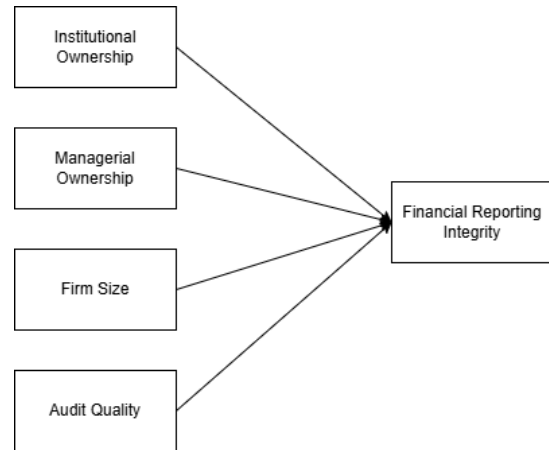 Institutional
Ownership
Managerial
Ownership
Financial Reporting
Integrity
Firm Size
Audit Quality